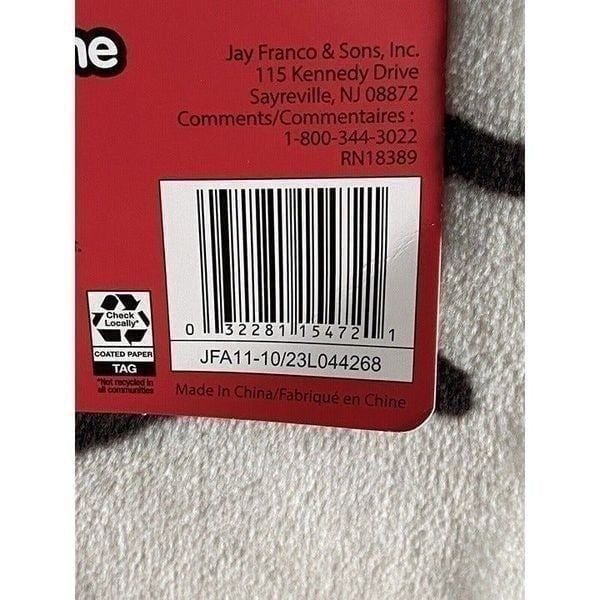 ne
Jay Franco & Sons, Inc.
115 Kennedy Drive
Sayreville, NJ 08872
Comments/Commentaires :
1-800-344-3022
RN18389
0 32281 15472 1
JFA11-10/23L044268
Made In China/Fabriqué en Chine
Check
Locally*
COATED PAPER
TAG
*Not recycled in
all communities